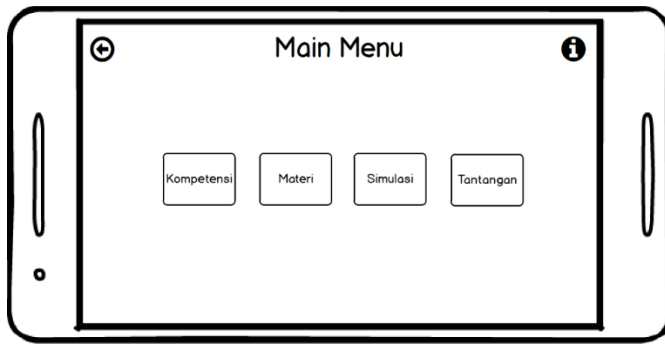 Main Menu
Kompetensi
Materi
Simulasi
Tantangan